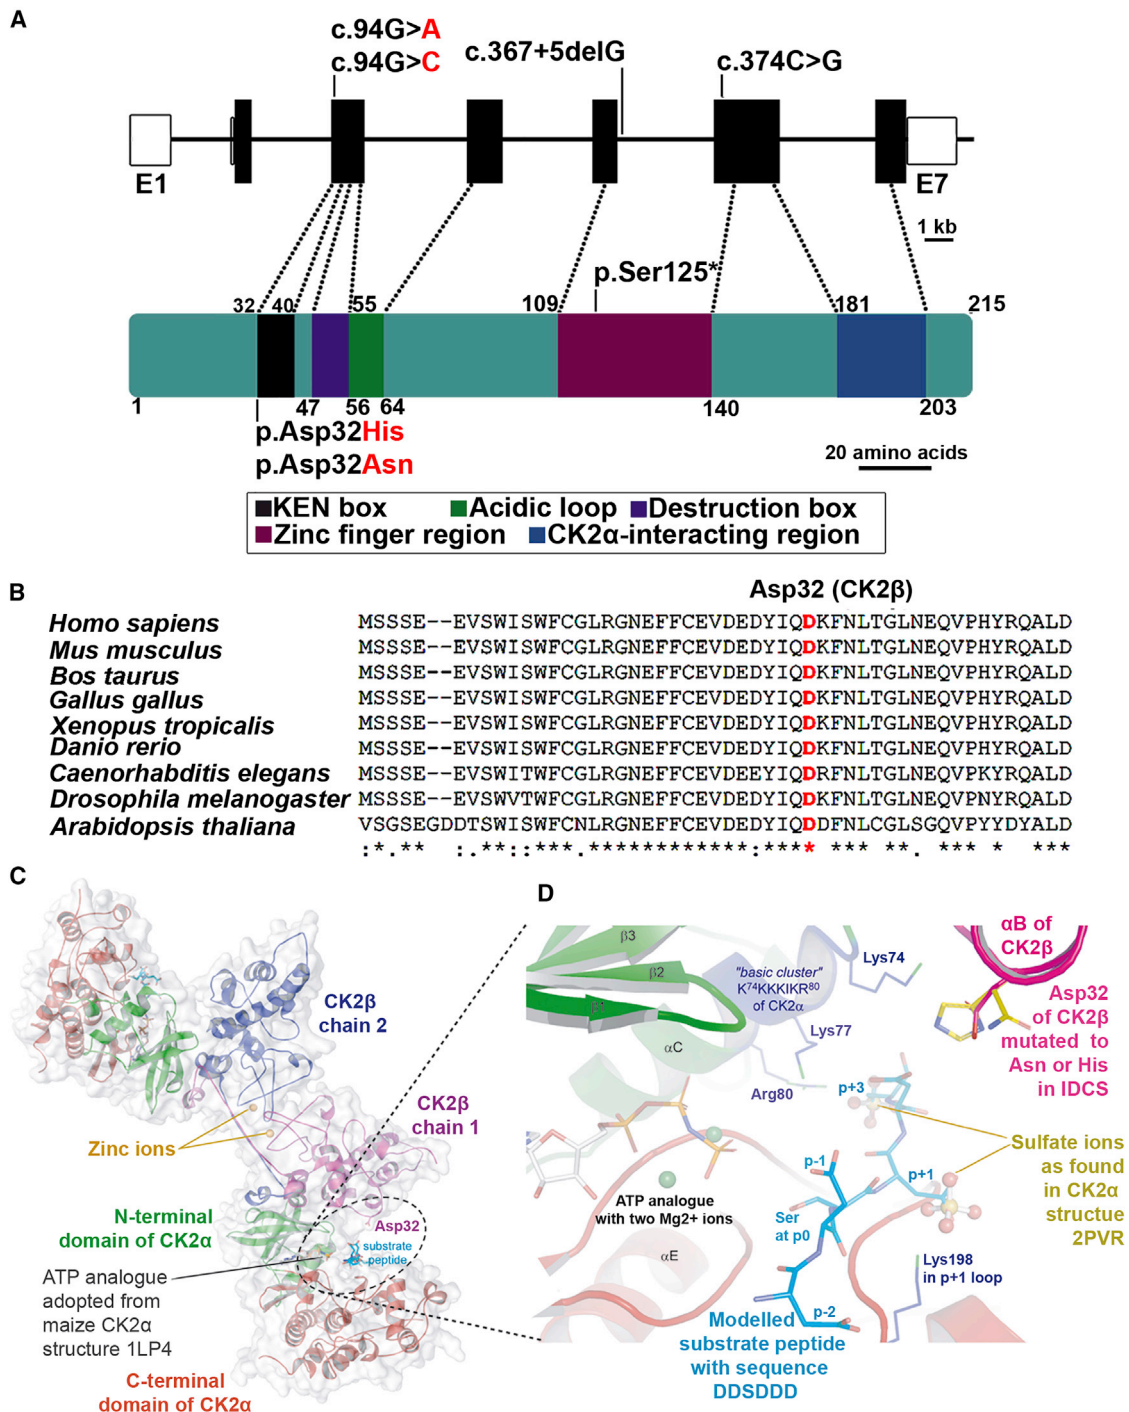 A
c.94G>A
c.94G>C
c.367+5delG
c.374C>G
E1
E7
1 kb
p.Ser125*
32
40
55
109
181
215
1
47
56
64
140
203
p.Asp32His
p.Asp32Asn
20 amino acids
KEN box
Acidic loop
Destruction box
Zinc finger region
CK2α-interacting region
B
Asp32 (CK2β)
Homo sapiens MSSSE--EVSWISWFCGLRGNEFFCEVDEDYIQDKFNLTGLNEQVPHYRQALD
Mus musculus MSSSE--EVSWISWFCGLRGNEFFCEVDEDYIQDKFNLTGLNEQVPHYRQALD
Bos taurus MSSSE--EVSWISWFCGLRGNEFFCEVDEDYIQDKFNLTGLNEQVPHYRQALD
Gallus gallus MSSSE--EVSWISWFCGLRGNEFFCEVDEDYIQDKFNLTGLNEQVPHYRQALD
Xenopus tropicalis MSSSE--EVSWISWFCGLRGNEFFCEVDEDYIQDKFNLTGLNEQVPHYRQALD
Danio rerio MSSSE--EVSWISWFCGLRGNEFFCEVDEDYIQDKFNLTGLNEQVPHYRQALD
Caenorhabditis elegans MSSSE--EVSWITWFCGLRGNEFFCEVDEEYIQDRFNLTGLNEQVPKYRQALD
Drosophila melanogaster MSSSE--EVSWVTWFCGLRGNEFFCEVDEDYIQDKFNLTGLNEQVPNYRQALD
Arabidopsis thaliana VSGSEGDDTSWISWFCNLRGNEFFCEVDEDYIQDDFNLCGLSGQVPYYDYALD
:*.** :.**::***.************:**** *** **. *** * ***
C
CK2β
chain 2
CK2β
chain 1
Zinc ions
N-terminal
domain of CK2α
Asp32
substrate
peptide
ATP analogue
adopted from
maize CK2α
structure 1LP4
C-terminal
domain of CK2α
D
β3
β2
β1
αC
αE
"basic cluster"
K⁷⁴KKKIKR⁸⁰
of CK2α
Lys74
Lys77
Arg80
αB of
CK2β
Asp32
of CK2β
mutated to
Asn or His
in IDCS
p+3
p+1
p-1
Ser
at p0
p-2
Sulfate ions
as found
in CK2α
structue
2PVR
ATP analogue
with two Mg2+ ions
Lys198
in p+1 loop
Modelled
substrate peptide
with sequence
DDSDDD